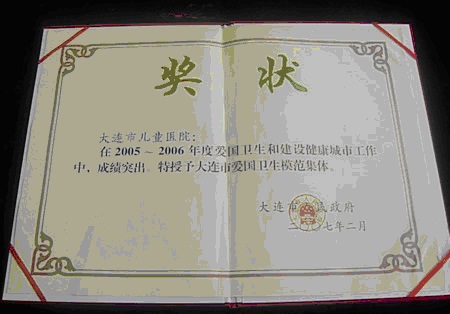 奖状
大连市儿童医院：
在2005～2006年度爱国卫生和建设健康城市工作
中，成绩突出。特授予大连市爱国卫生模范集体。
大连市 民政府
二 七年二月